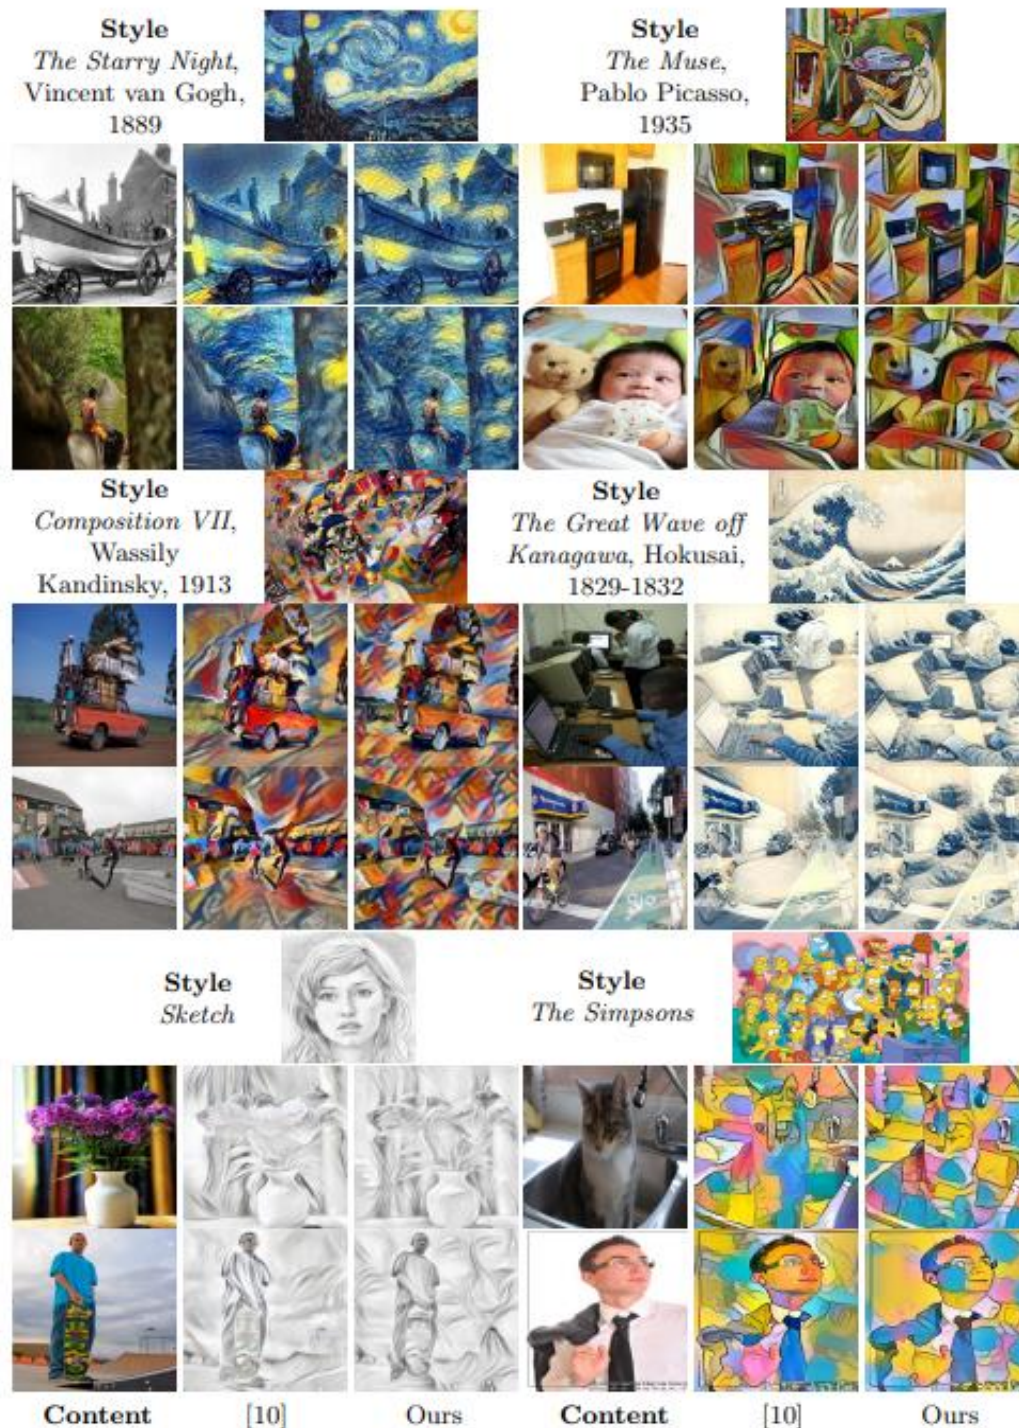 Style
The Starry Night,
Vincent van Gogh,
1889
Style
The Muse,
Pablo Picasso,
1935
Style
Composition VII,
Wassily
Kandinsky, 1913
Style
The Great Wave off
Kanagawa, Hokusai,
1829-1832
Style
Sketch
Style
The Simpsons
Content [10] Ours Content [10] Ours